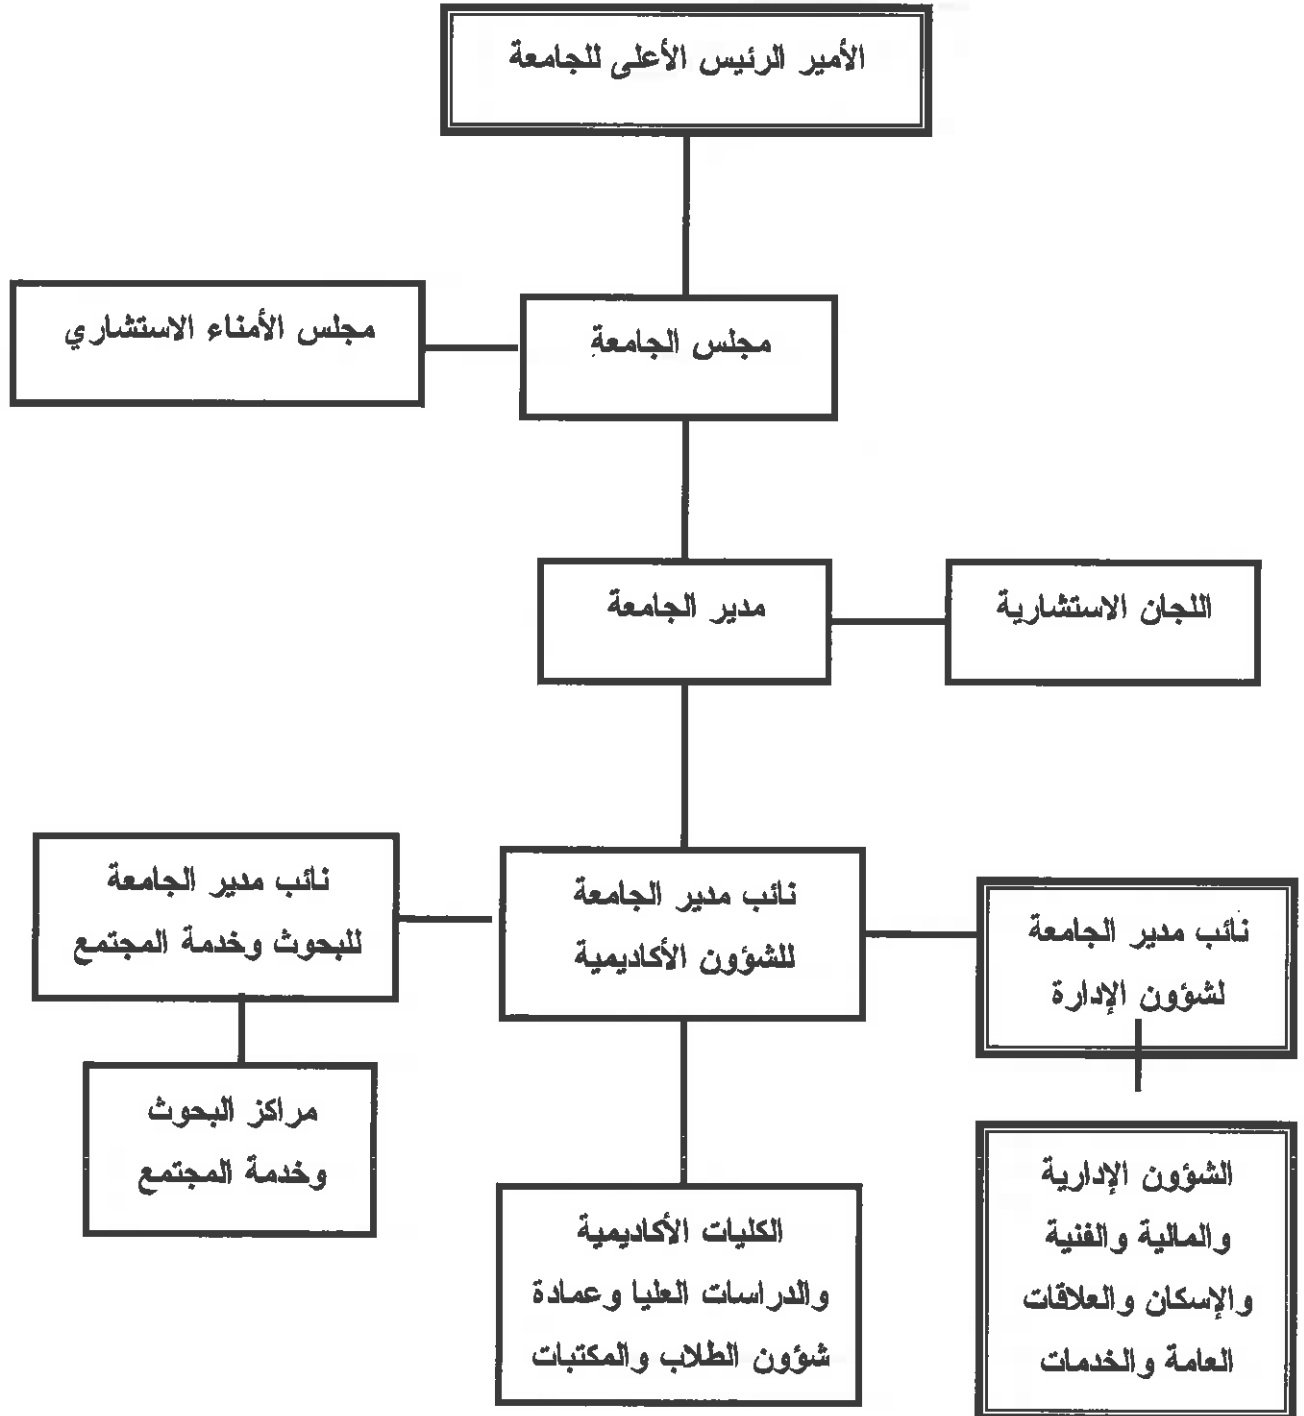 الأمير الرئيس الأعلى للجامعة
مجلس الجامعة
مجلس الأمناء الاستشاري
مدير الجامعة
اللجان الاستشارية
نائب مدير الجامعة
لشؤون الإدارة
نائب مدير الجامعة
للشؤون الأكاديمية
نائب مدير الجامعة
للبحوث وخدمة المجتمع
الشؤون الإدارية
والمالية والفنية
والإسكان والعلاقات
العامة والخدمات
الكليات الأكاديمية
والدراسات العليا وعمادة
شؤون الطلاب والمكتبات
مراكز البحوث
وخدمة المجتمع